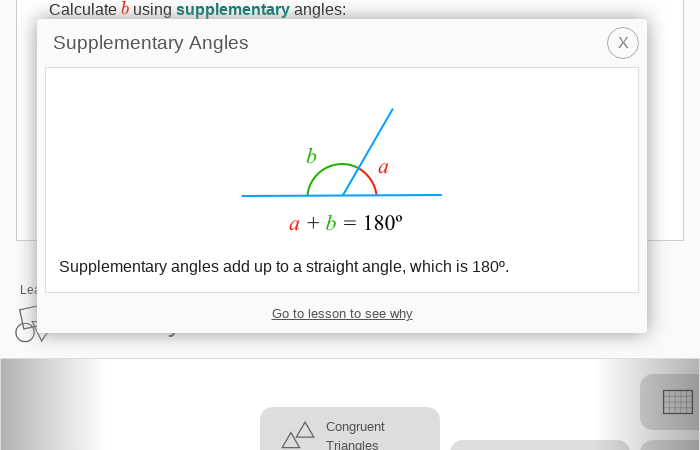 Calculate b using supplementary angles:
Supplementary Angles
X
b
a
a + b = 180º
Supplementary angles add up to a straight angle, which is 180º.
Lea
Go to lesson to see why
Congruent
Triangles